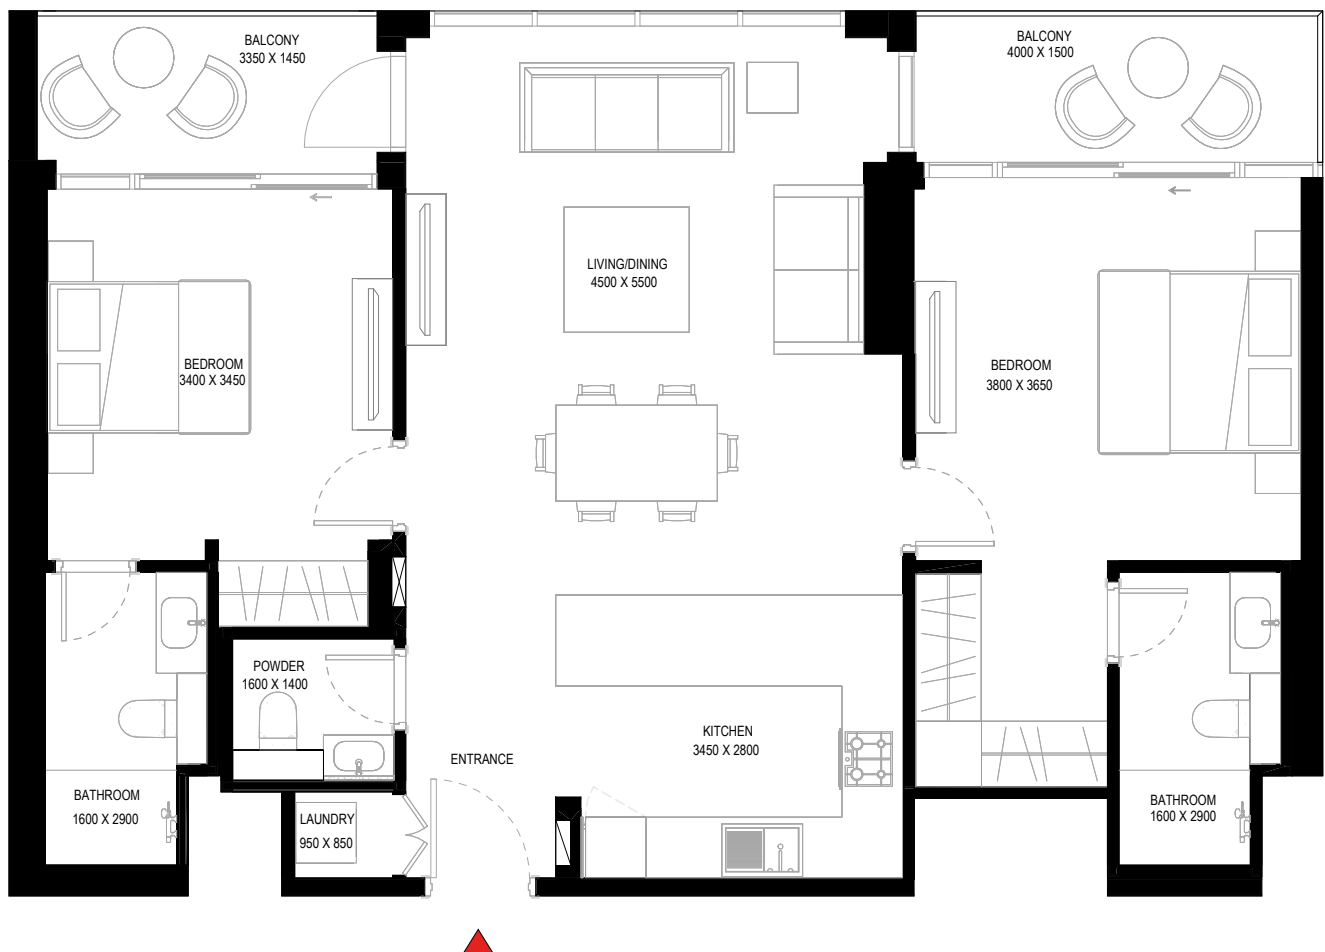 BALCONY
3350 X 1450
BALCONY
4000 X 1500
LIVING/DINING
4500 X 5500
BEDROOM
3400 X 3450
BEDROOM
3800 X 3650
POWDER
1600 X 1400
KITCHEN
3450 X 2800
ENTRANCE
BATHROOM
1600 X 2900
LAUNDRY
950 X 850
BATHROOM
1600 X 2900